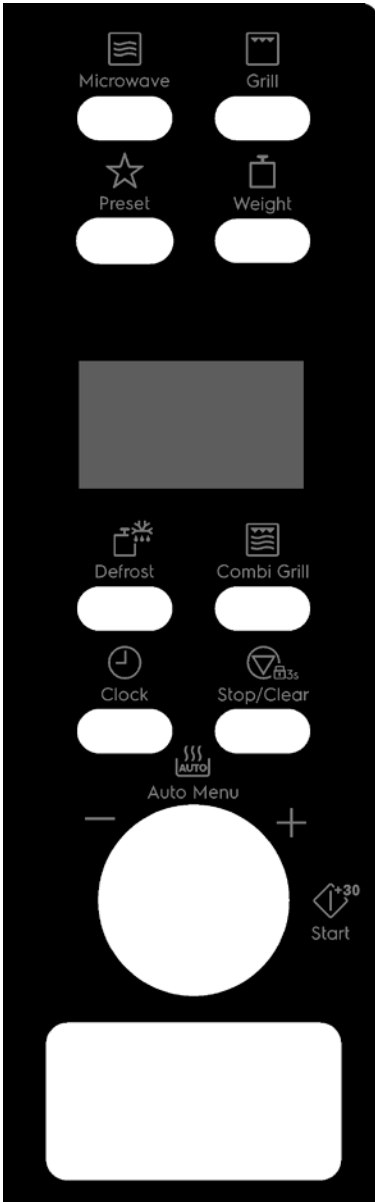 Microwave Grill
Preset Weight
Defrost Combi Grill
3s
Clock Stop/Clear
AUTO
Auto Menu
− +
+30
Start